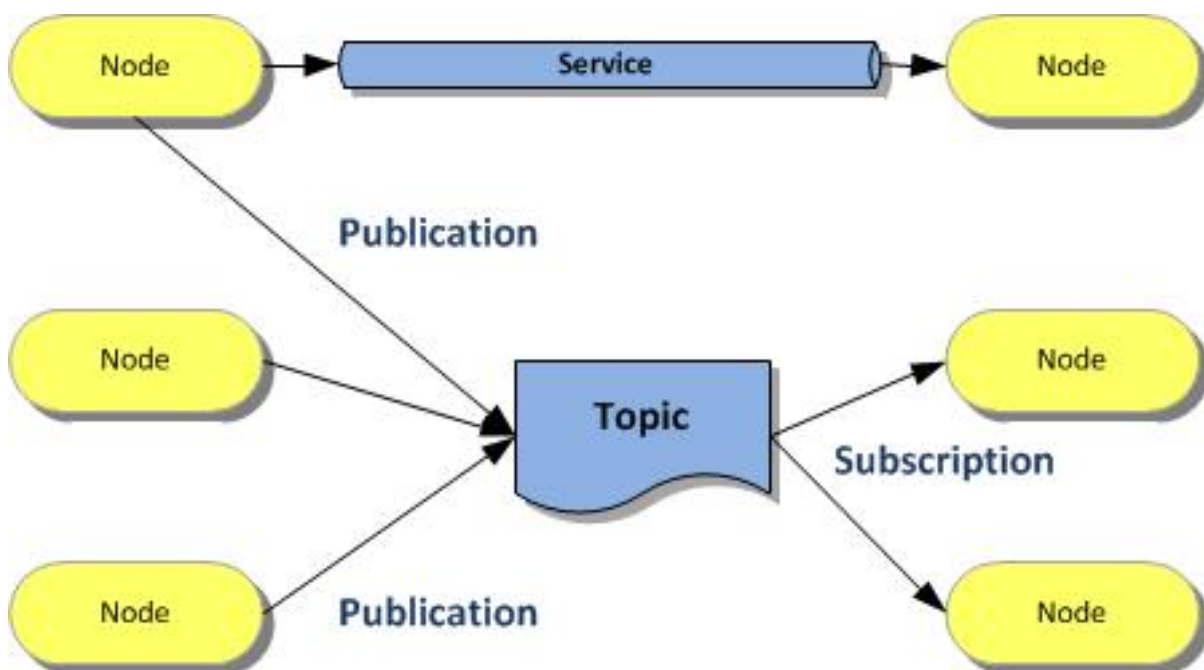 Node
Service
Node
Publication
Node
Topic
Node
Subscription
Node
Publication
Node